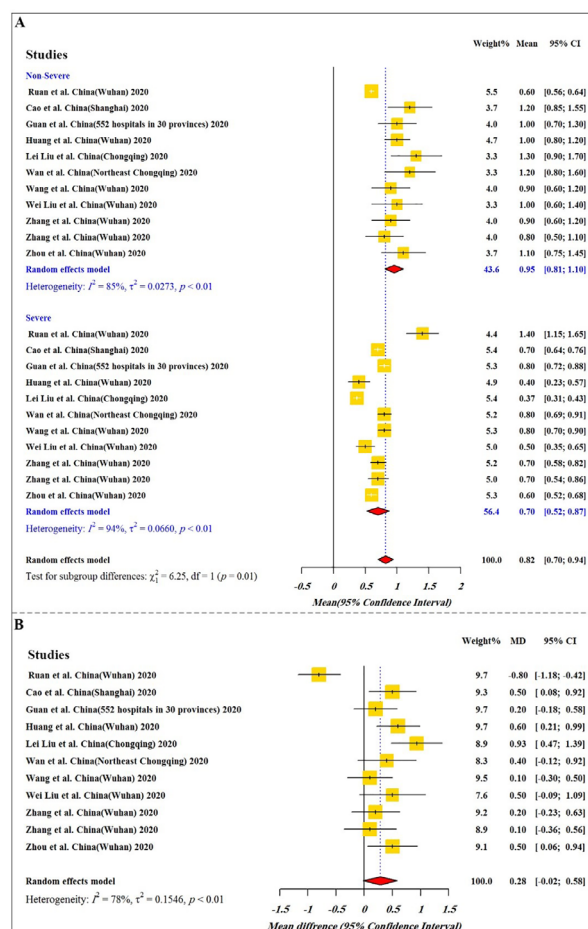 A
Studies Weight% Mean 95% CI
Non-Severe
Ruan et al. China(Wuhan) 2020 5.5 0.60 [0.56; 0.64]
Cao et al. China(Shanghai) 2020 3.7 1.20 [0.85; 1.55]
Guan et al. China(552 hospitals in 30 provinces) 2020 4.0 1.00 [0.70; 1.30]
Huang et al. China(Wuhan) 2020 4.7 1.00 [0.80; 1.20]
Lei Liu et al. China(Chongqing) 2020 3.3 1.30 [0.90; 1.70]
Wan et al. China(Northeast Chongqing) 2020 3.3 1.20 [0.80; 1.60]
Wang et al. China(Wuhan) 2020 4.0 0.90 [0.60; 1.20]
Wei Liu et al. China(Wuhan) 2020 3.3 1.00 [0.60; 1.40]
Zhang et al. China(Wuhan) 2020 4.0 0.90 [0.60; 1.20]
Zhang et al. China(Wuhan) 2020 4.0 0.80 [0.50; 1.10]
Zhou et al. China(Wuhan) 2020 3.7 1.10 [0.75; 1.45]
Random effects model 43.6 0.95 [0.81; 1.10]
Heterogeneity: I² = 85%, τ² = 0.0273, p < 0.01
Severe
Ruan et al. China(Wuhan) 2020 4.4 1.40 [1.15; 1.65]
Cao et al. China(Shanghai) 2020 5.4 0.70 [0.64; 0.76]
Guan et al. China(552 hospitals in 30 provinces) 2020 5.3 0.80 [0.72; 0.88]
Huang et al. China(Wuhan) 2020 4.9 0.40 [0.23; 0.57]
Lei Liu et al. China(Chongqing) 2020 5.4 0.37 [0.31; 0.43]
Wan et al. China(Northeast Chongqing) 2020 5.2 0.80 [0.69; 0.91]
Wang et al. China(Wuhan) 2020 5.3 0.80 [0.70; 0.90]
Wei Liu et al. China(Wuhan) 2020 5.0 0.50 [0.35; 0.65]
Zhang et al. China(Wuhan) 2020 5.2 0.70 [0.58; 0.82]
Zhang et al. China(Wuhan) 2020 5.0 0.70 [0.54; 0.86]
Zhou et al. China(Wuhan) 2020 5.3 0.60 [0.52; 0.68]
Random effects model 56.4 0.70 [0.52; 0.87]
Heterogeneity: I² = 94%, τ² = 0.0660, p < 0.01
Random effects model 100.0 0.82 [0.70; 0.94]
Test for subgroup differences: χ²₁ = 6.25, df = 1 (p = 0.01)
0 0.5 1 1.5 2
Mean(95% Confidence Interval)
B
Studies Weight% MD 95% CI
Ruan et al. China(Wuhan) 2020 9.7 -0.80 [-1.18; -0.42]
Cao et al. China(Shanghai) 2020 9.3 0.50 [ 0.08; 0.92]
Guan et al. China(552 hospitals in 30 provinces) 2020 9.7 0.20 [-0.18; 0.58]
Huang et al. China(Wuhan) 2020 9.7 0.60 [ 0.21; 0.99]
Lei Liu et al. China(Chongqing) 2020 8.9 0.93 [ 0.47; 1.39]
Wan et al. China(Northeast Chongqing) 2020 8.3 0.40 [-0.12; 0.92]
Wang et al. China(Wuhan) 2020 9.5 0.10 [-0.30; 0.50]
Wei Liu et al. China(Wuhan) 2020 7.6 0.50 [-0.09; 1.09]
Zhang et al. China(Wuhan) 2020 9.2 0.20 [-0.23; 0.63]
Zhang et al. China(Wuhan) 2020 8.9 0.10 [-0.36; 0.56]
Zhou et al. China(Wuhan) 2020 9.1 0.50 [ 0.06; 0.94]
Random effects model 100.0 0.28 [-0.02; 0.58]
Heterogeneity: I² = 78%, τ² = 0.1546, p < 0.01
-1.5 -1 -0.5 0 0.5 1 1.5
Mean diffrence (95% Confidence Interval)